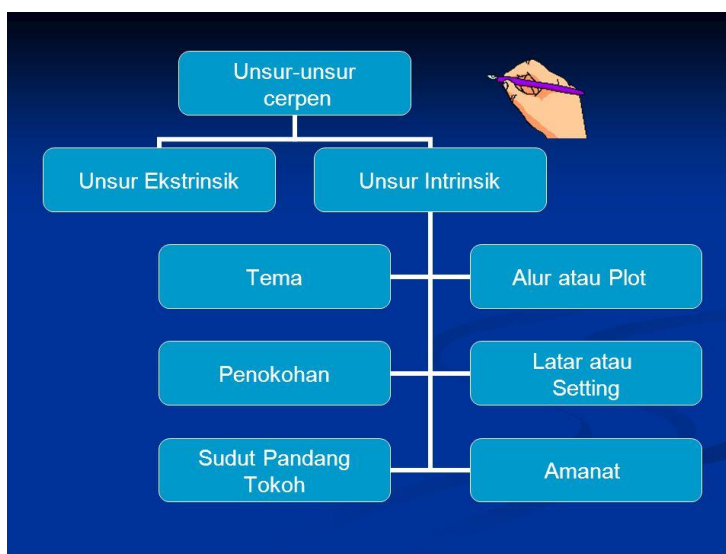 Unsur-unsur
cerpen
Unsur Ekstrinsik
Unsur Intrinsik
Tema
Alur atau Plot
Penokohan
Latar atau
Setting
Sudut Pandang
Tokoh
Amanat